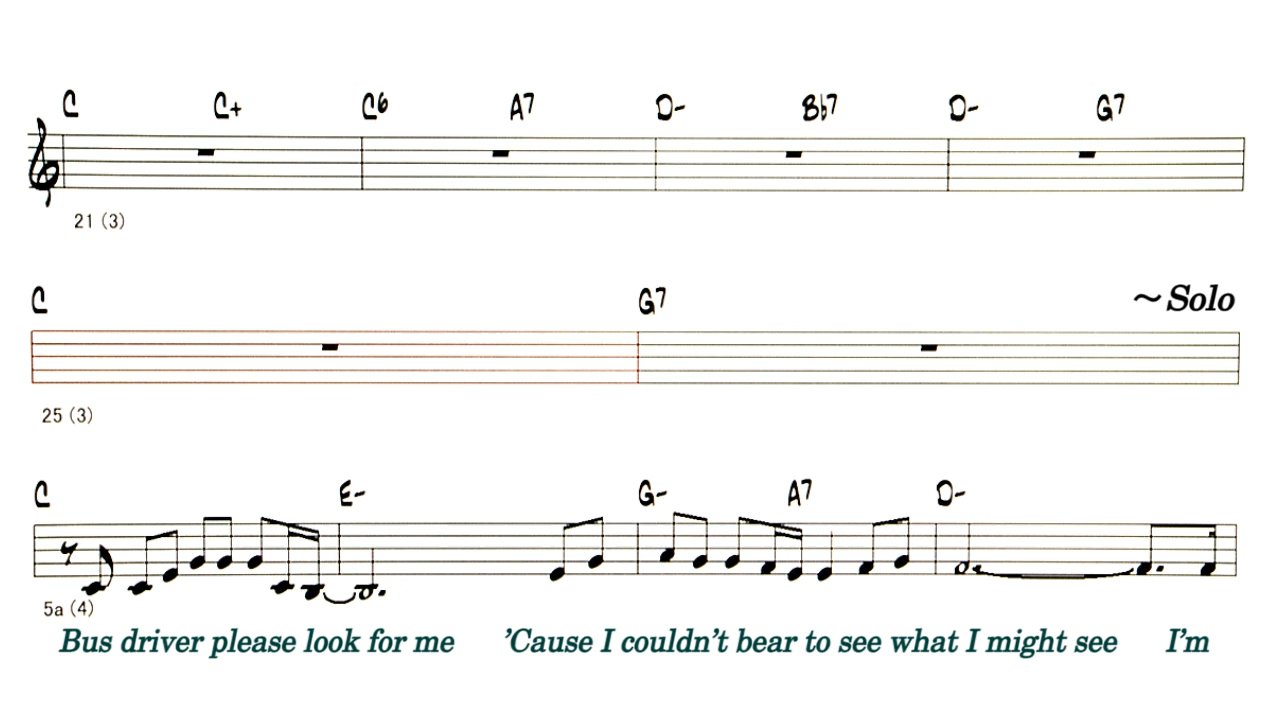 C C+ C6 A7 D- B♭7 D- G7
21 (3)
C G7 ~Solo
25 (3)
C E- G- A7 D-
5a (4)
Bus driver please look for me 'Cause I couldn't bear to see what I might see I'm